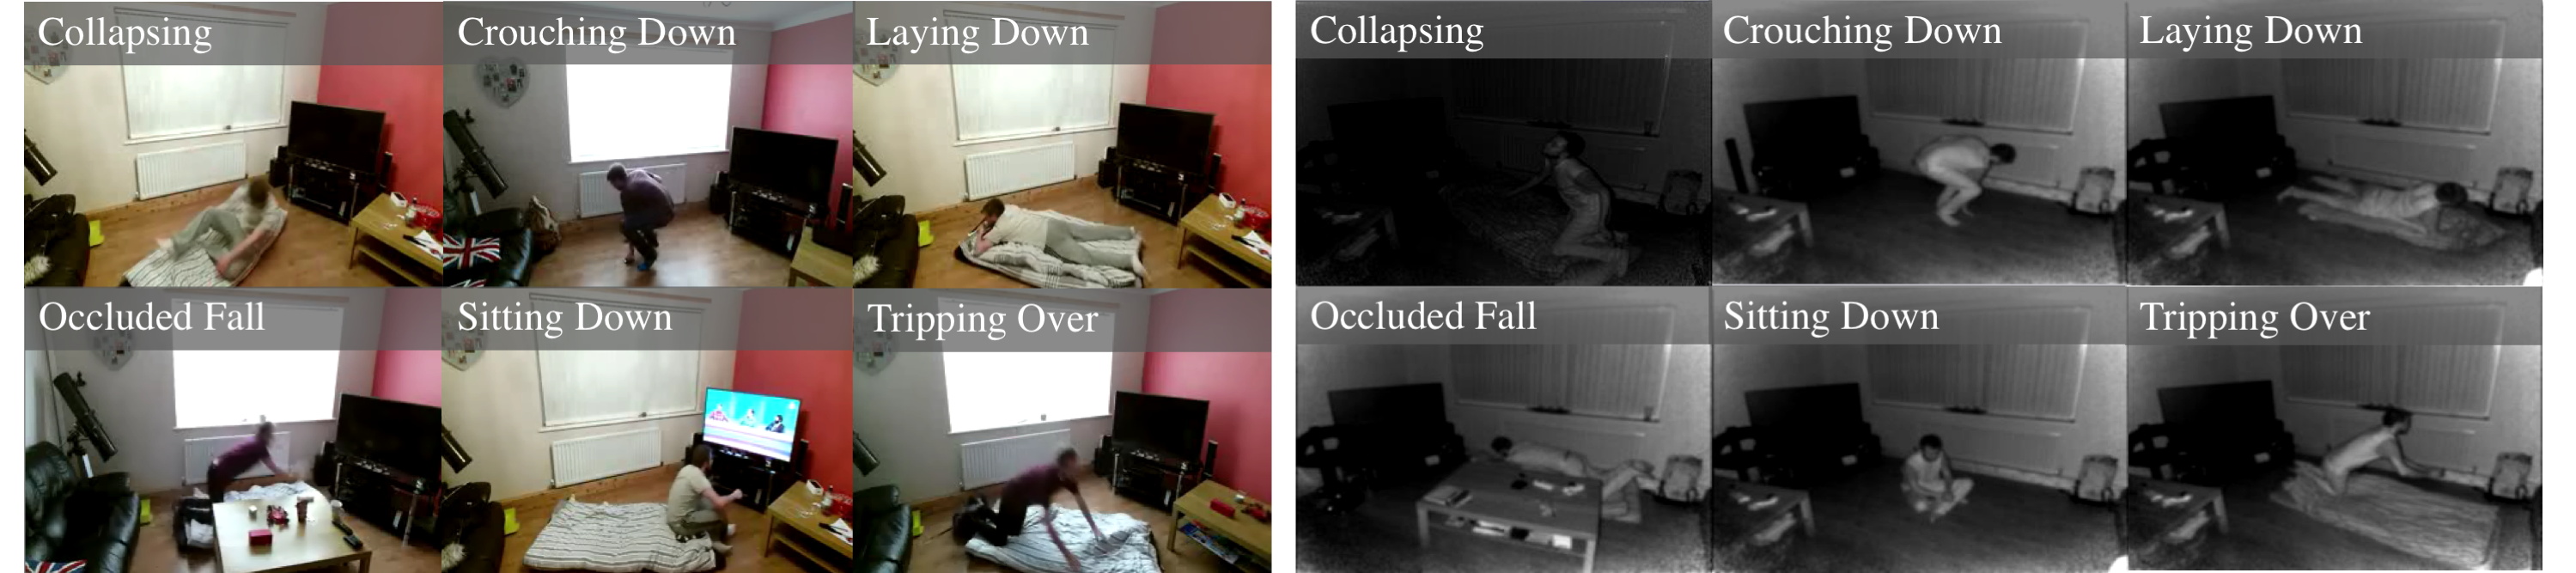 Collapsing
Crouching Down
Laying Down
Occluded Fall
Sitting Down
Tripping Over
Collapsing
Crouching Down
Laying Down
Occluded Fall
Sitting Down
Tripping Over